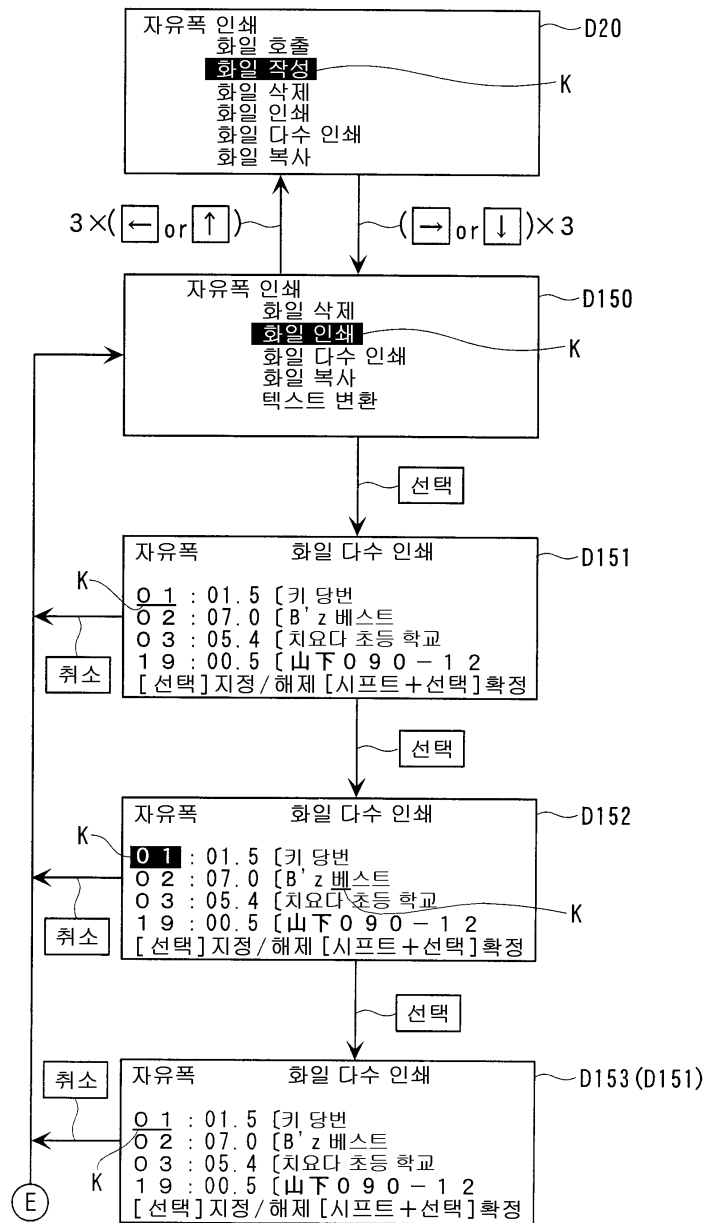 자유폭 인쇄
화일 호출
화일 작성
화일 삭제
화일 인쇄
화일 다수 인쇄
화일 복사
D20
K
3×(← or ↑)
(→ or ↓)×3
자유폭 인쇄
화일 삭제
화일 인쇄
화일 다수 인쇄
화일 복사
텍스트 변환
D150
K
선택
자유폭 화일 다수 인쇄
01 : 01.5 [키 당번
02 : 07.0 [B'z 베스트
03 : 05.4 [치요다 초등 학교
19 : 00.5 [山下090-12
[선택]지정/해제[시프트+선택]확정
D151
K
취소
선택
자유폭 화일 다수 인쇄
01 : 01.5 [키 당번
02 : 07.0 [B'z 베스트
03 : 05.4 [치요다 초등 학교
19 : 00.5 [山下090-12
[선택]지정/해제[시프트+선택]확정
D152
K
K
취소
선택
자유폭 화일 다수 인쇄
01 : 01.5 [키 당번
02 : 07.0 [B'z 베스트
03 : 05.4 [치요다 초등 학교
19 : 00.5 [山下090-12
[선택]지정/해제[시프트+선택]확정
D153(D151)
취소
K
E